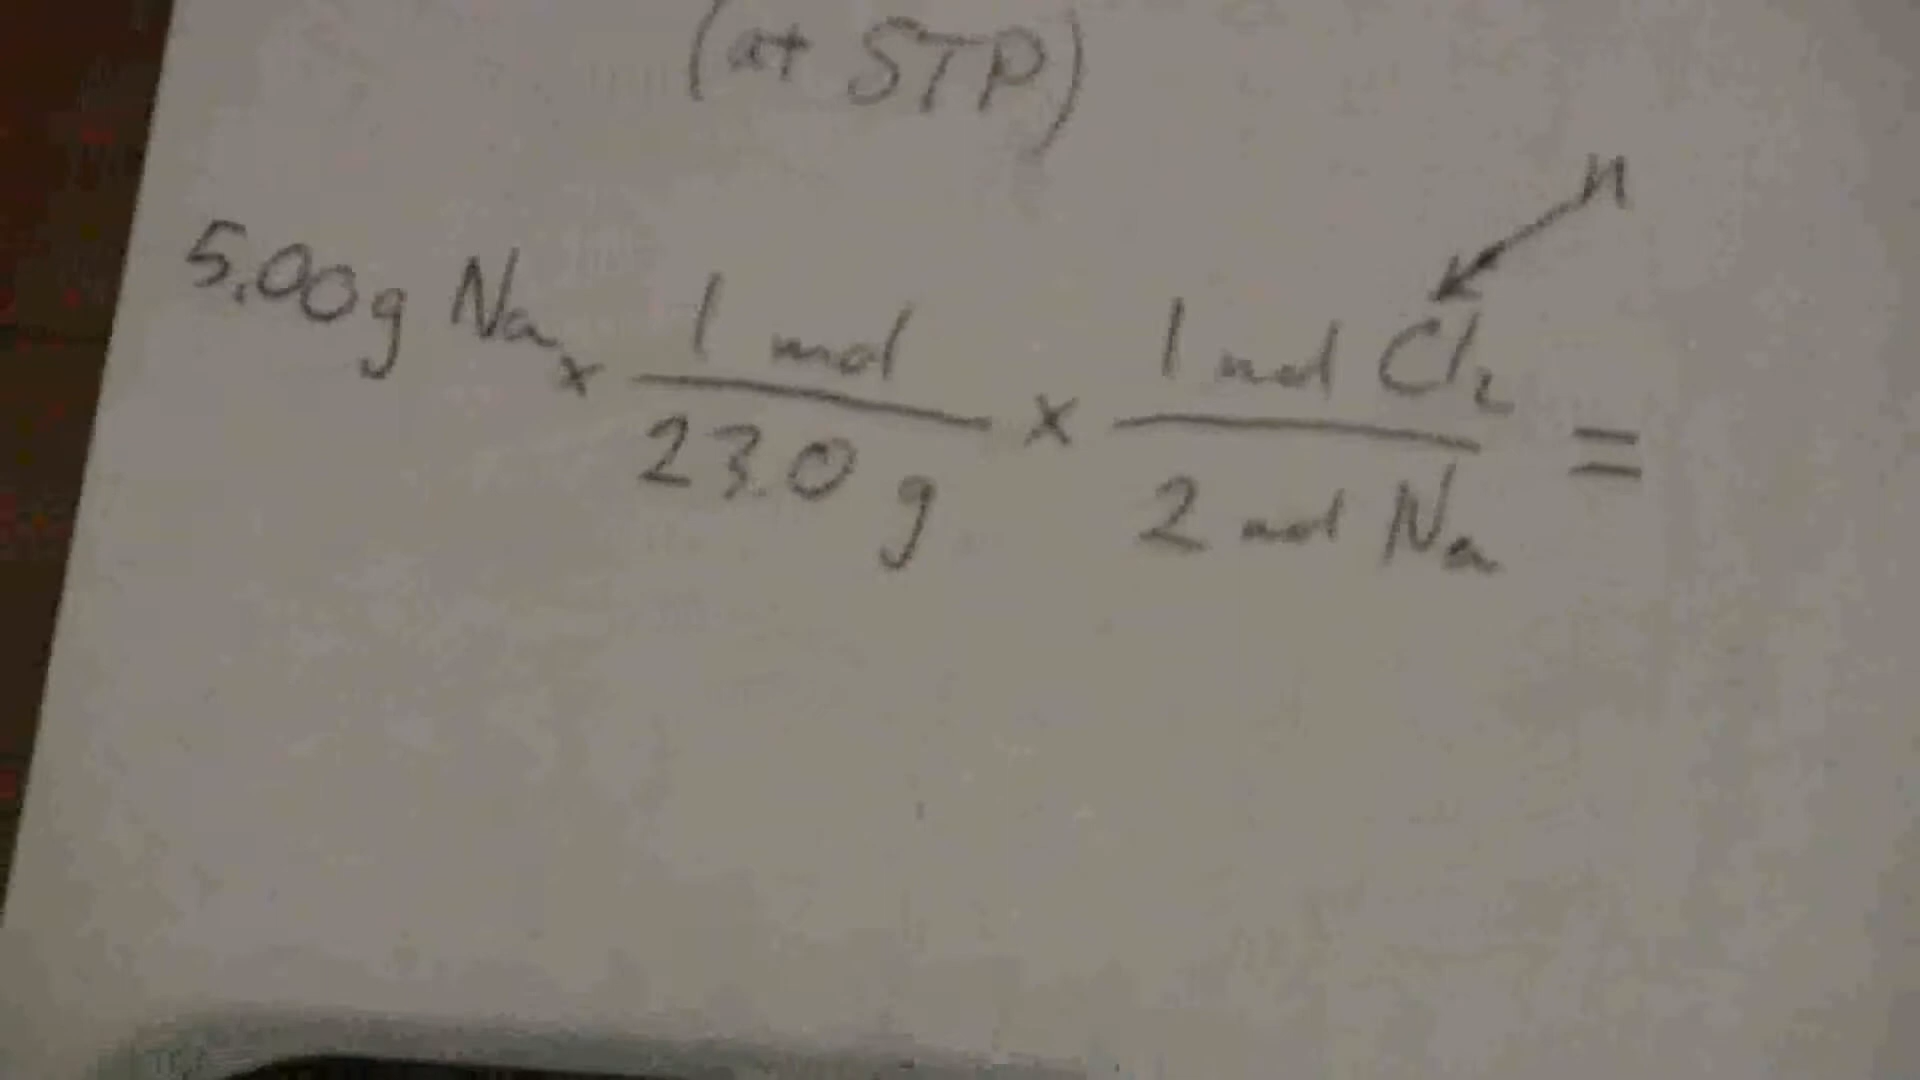 (at STP)
n
5.00g Na x 1 mol / 23.0 g x 1 mol Cl₂ / 2 mol Na =